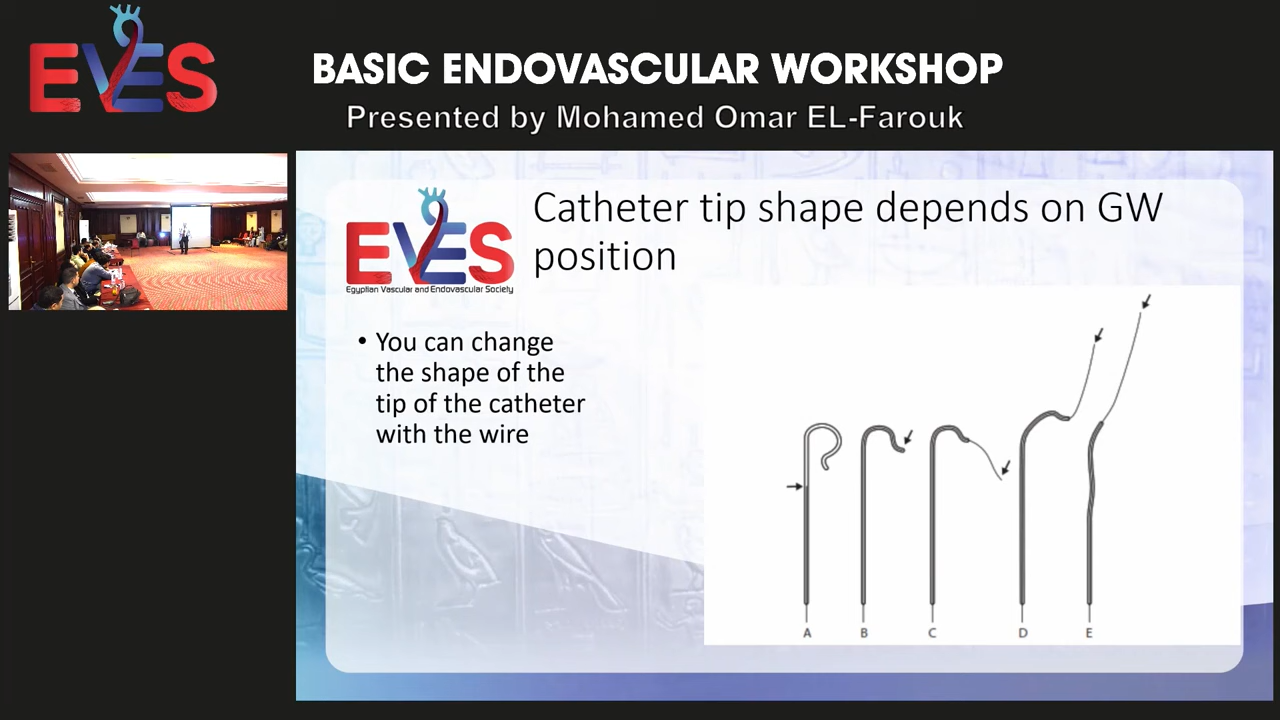 EVES
BASIC ENDOVASCULAR WORKSHOP
Presented by Mohamed Omar EL-Farouk
EVES
Egyptian Vascular and Endovascular Society
Catheter tip shape depends on GW
position
• You can change
the shape of the
tip of the catheter
with the wire
A B C D E